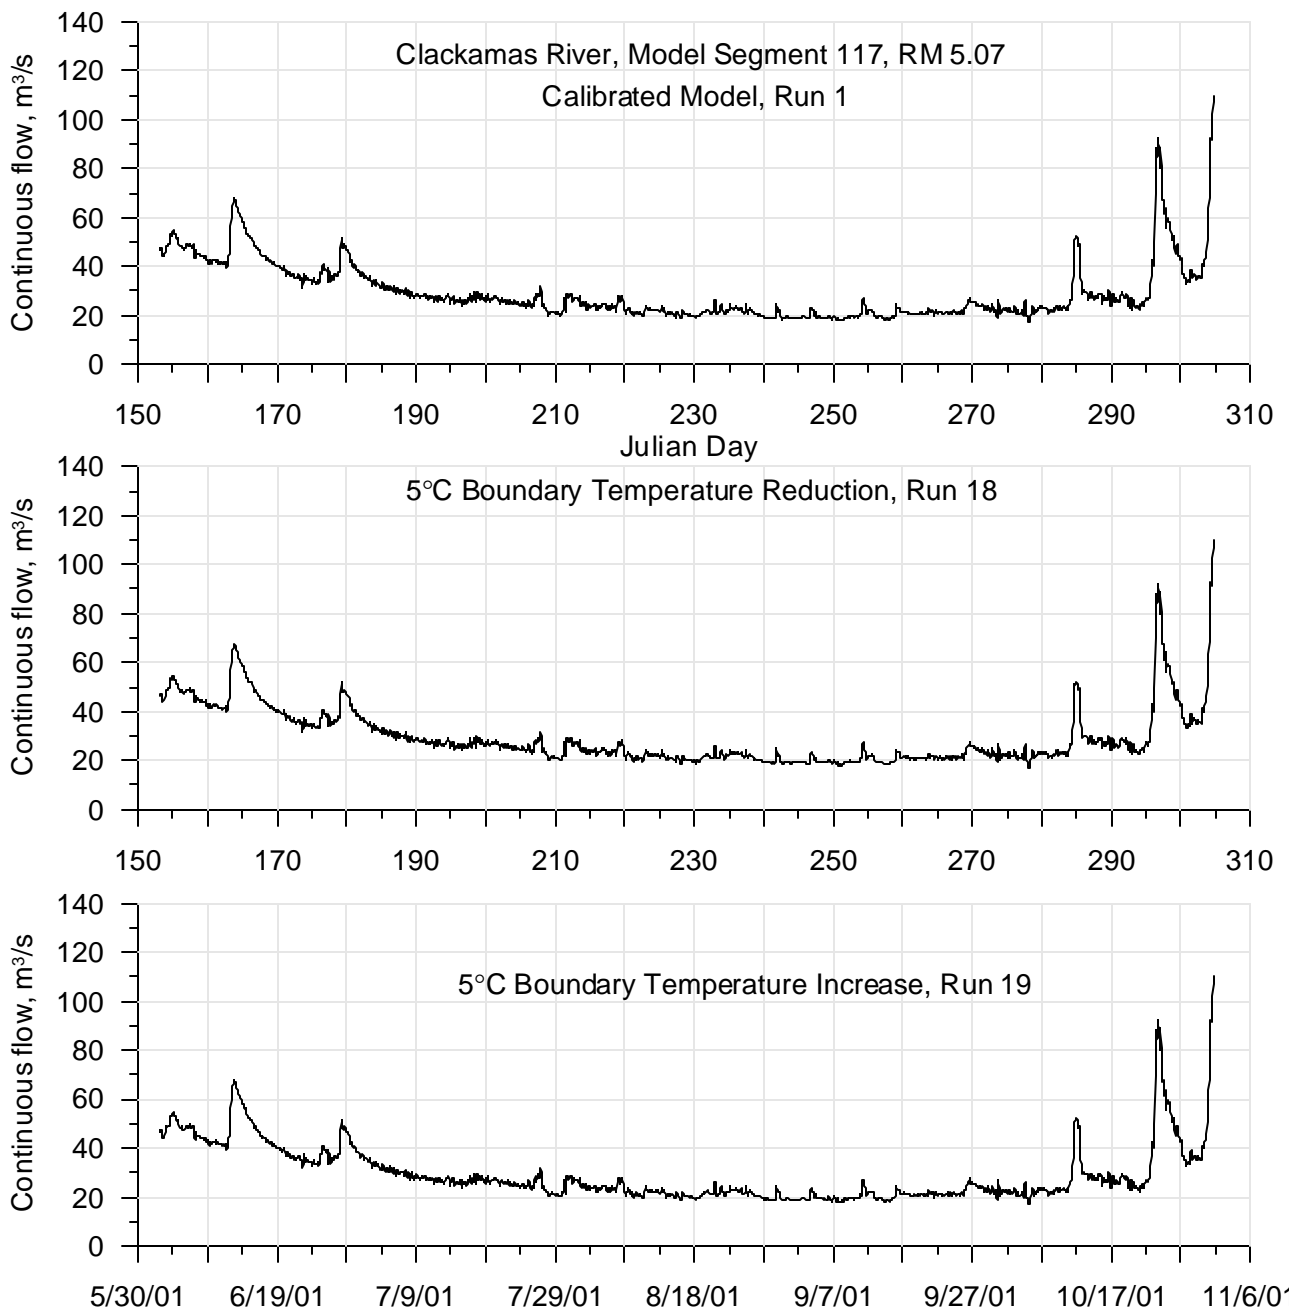 140
120
100
80
60
40
20
0
Continuous flow, m³/s
Clackamas River, Model Segment 117, RM 5.07
Calibrated Model, Run 1
150 170 190 210 230 250 270 290 310
Julian Day
140
120
100
80
60
40
20
0
Continuous flow, m³/s
5°C Boundary Temperature Reduction, Run 18
150 170 190 210 230 250 270 290 310
140
120
100
80
60
40
20
0
Continuous flow, m³/s
5°C Boundary Temperature Increase, Run 19
5/30/01 6/19/01 7/9/01 7/29/01 8/18/01 9/7/01 9/27/01 10/17/01 11/6/01